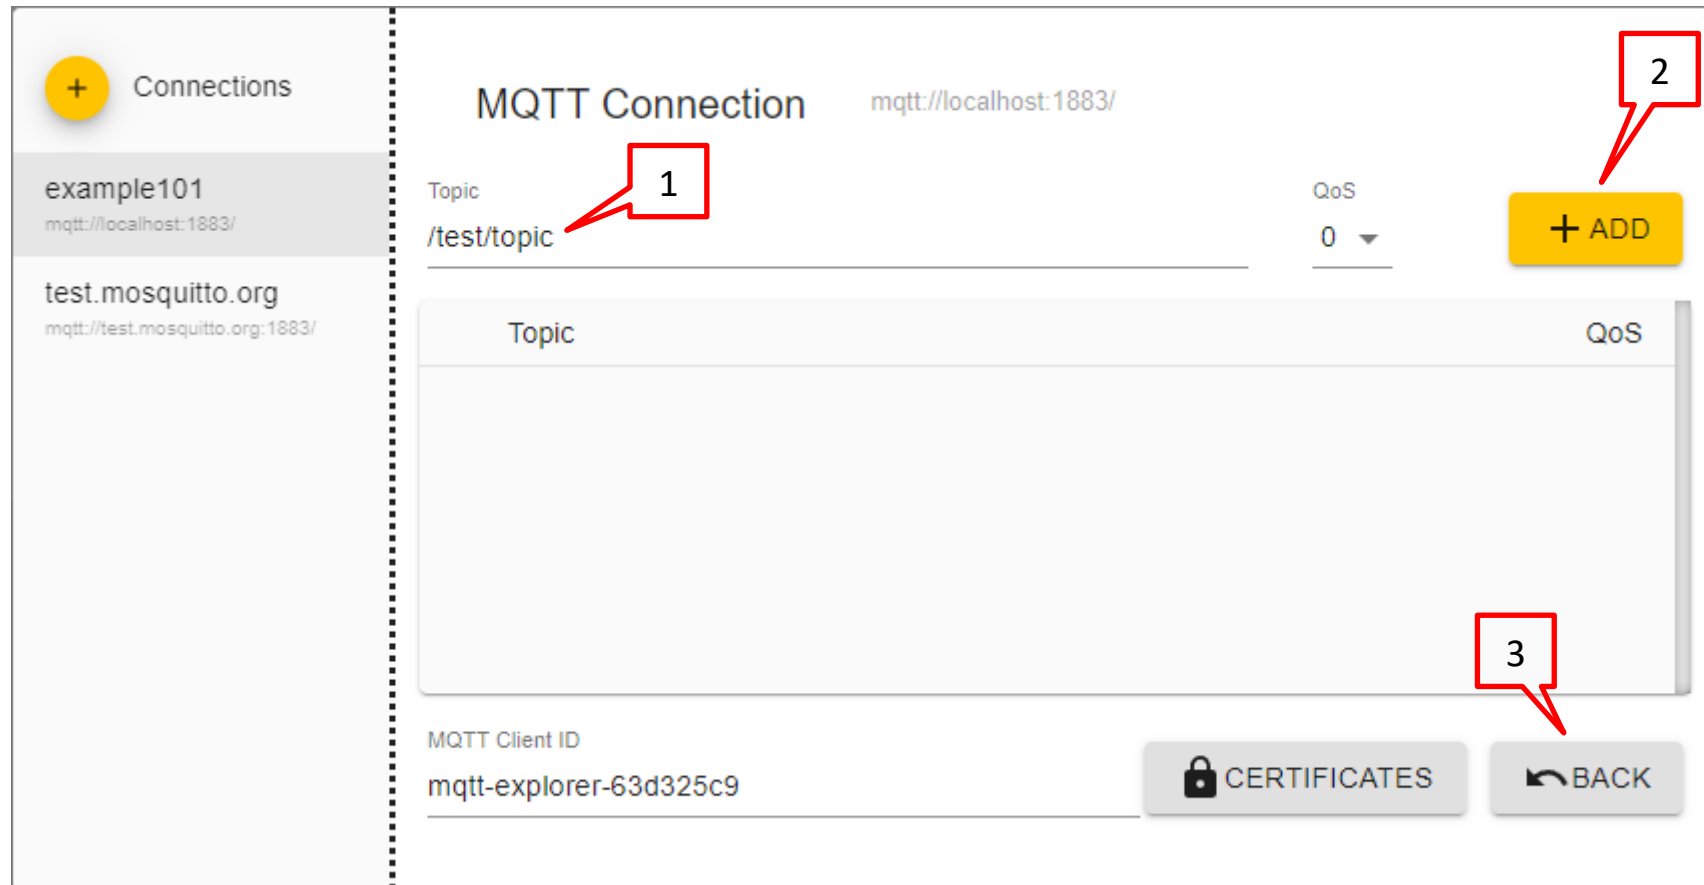 + Connections
example101
mqtt://localhost:1883/
test.mosquitto.org
mqtt://test.mosquitto.org:1883/
MQTT Connection mqtt://localhost:1883/
2
1
Topic QoS
/test/topic 0 + ADD
Topic QoS
3
MQTT Client ID
mqtt-explorer-63d325c9 CERTIFICATES BACK